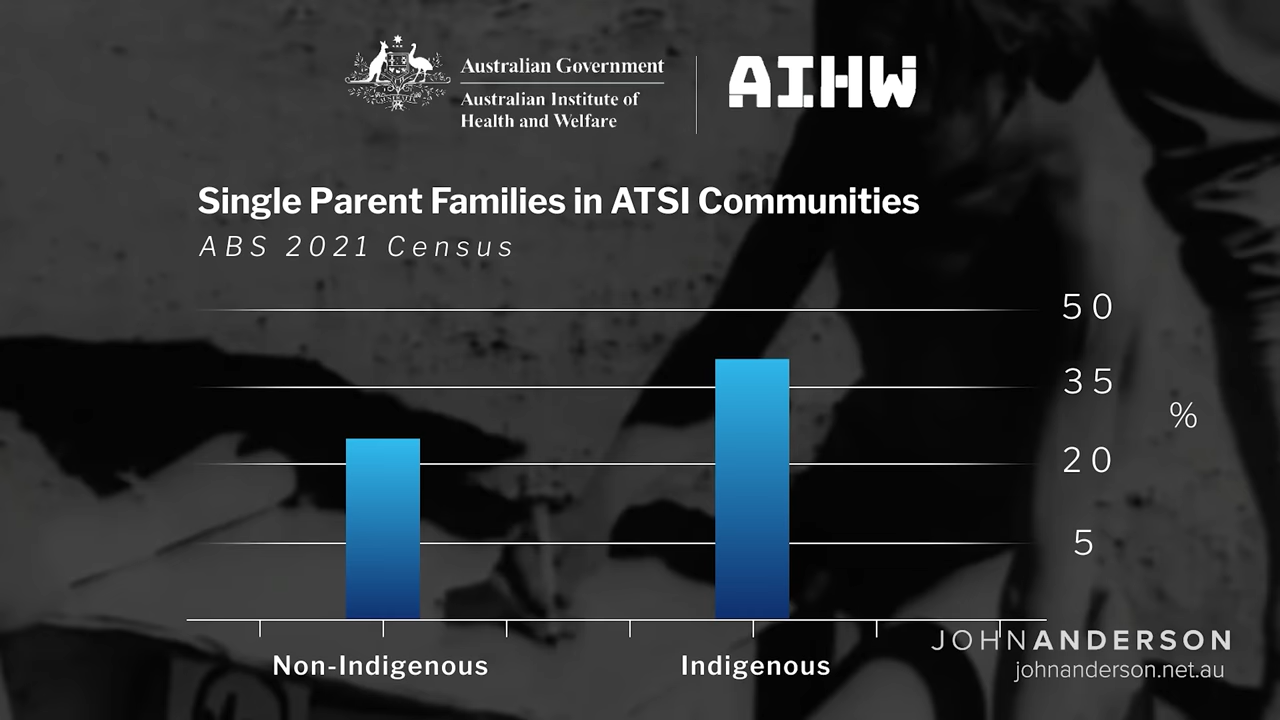 Australian Government
Australian Institute of
Health and Welfare
AIHW
Single Parent Families in ATSI Communities
ABS 2021 Census
50
35
%
20
5
Non-Indigenous
Indigenous
JOHNANDERSON
johnanderson.net.au